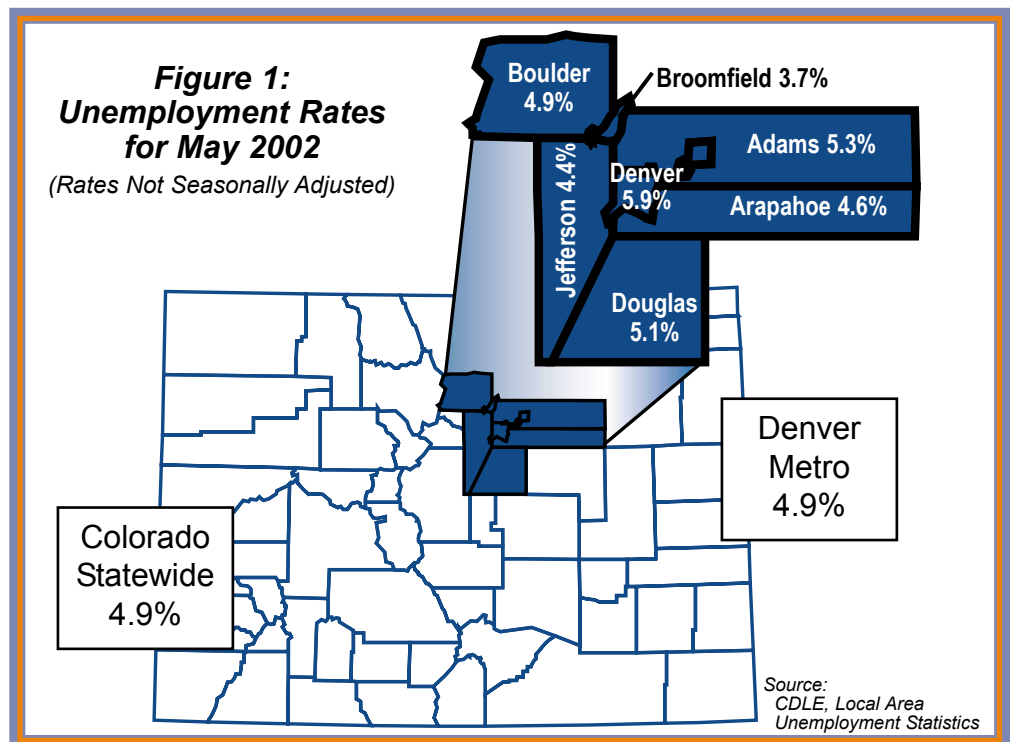 Figure 1:
Unemployment Rates
for May 2002
(Rates Not Seasonally Adjusted)
Boulder
4.9%
Broomfield 3.7%
Adams 5.3%
Denver
5.9%
Arapahoe 4.6%
Jefferson 4.4%
Douglas
5.1%
Denver
Metro
4.9%
Colorado
Statewide
4.9%
Source:
CDLE, Local Area
Unemployment Statistics